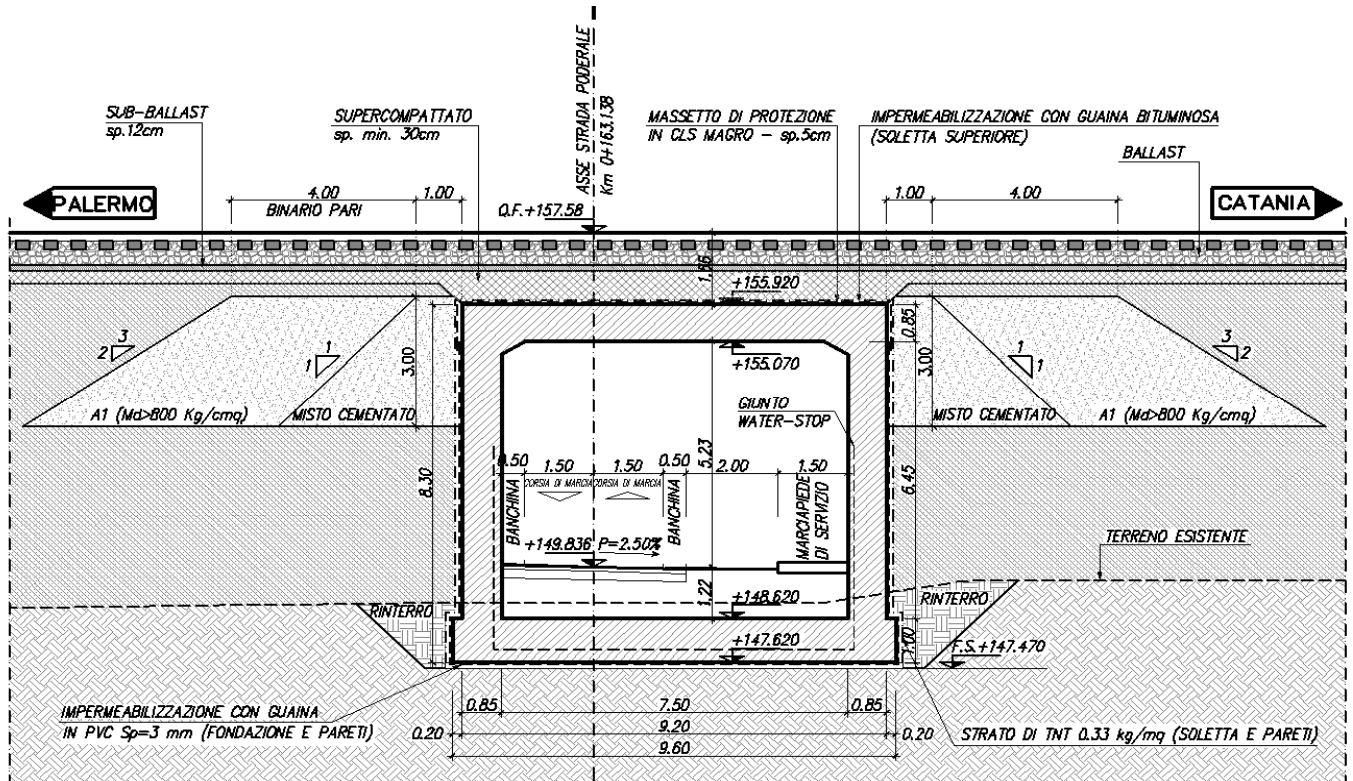 ASSE STRADA PODERALE
Km 0+163.138
SUB-BALLAST
sp.12cm
SUPERCOMPATTATO
sp. min. 30cm
MASSETTO DI PROTEZIONE
IN CLS MAGRO - sp.5cm
IMPERMEABILIZZAZIONE CON GUAINA BITUMINOSA
(SOLETTA SUPERIORE)
BALLAST
PALERMO
4.00
1.00
BINARIO PARI
Q.F.+157.58
1.00
4.00
CATANIA
1.66
+155.920
0.85
+155.070
3
2
1
1
3.00
3.00
1
1
3
2
A1 (Md>800 Kg/cmq)
MISTO CEMENTATO
GIUNTO
WATER-STOP
MISTO CEMENTATO
A1 (Md>800 Kg/cmq)
8.30
5.23
6.45
0.50
1.50
1.50
0.50
2.00
1.50
CORSIA DI MARCIA
CORSIA DI MARCIA
BANCHINA
BANCHINA
MARCIAPIEDE
DI SERVIZIO
+149.836
P=2.50%
TERRENO ESISTENTE
1.22
RINTERRO
+148.620
RINTERRO
+147.620
1.00
F.S.+147.470
IMPERMEABILIZZAZIONE CON GUAINA
IN PVC Sp=3 mm (FONDAZIONE E PARETI)
0.85
7.50
0.85
0.20
9.20
0.20
9.60
STRATO DI TNT 0.33 kg/mq (SOLETTA E PARETI)